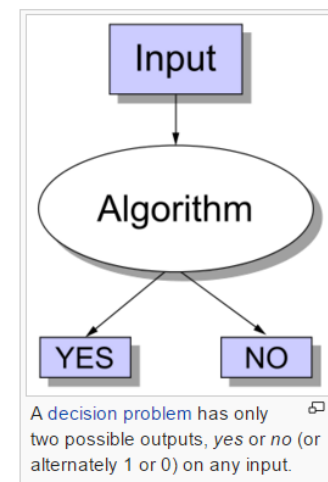 Input
Algorithm
YES NO
A decision problem has only
two possible outputs, yes or no (or
alternately 1 or 0) on any input.